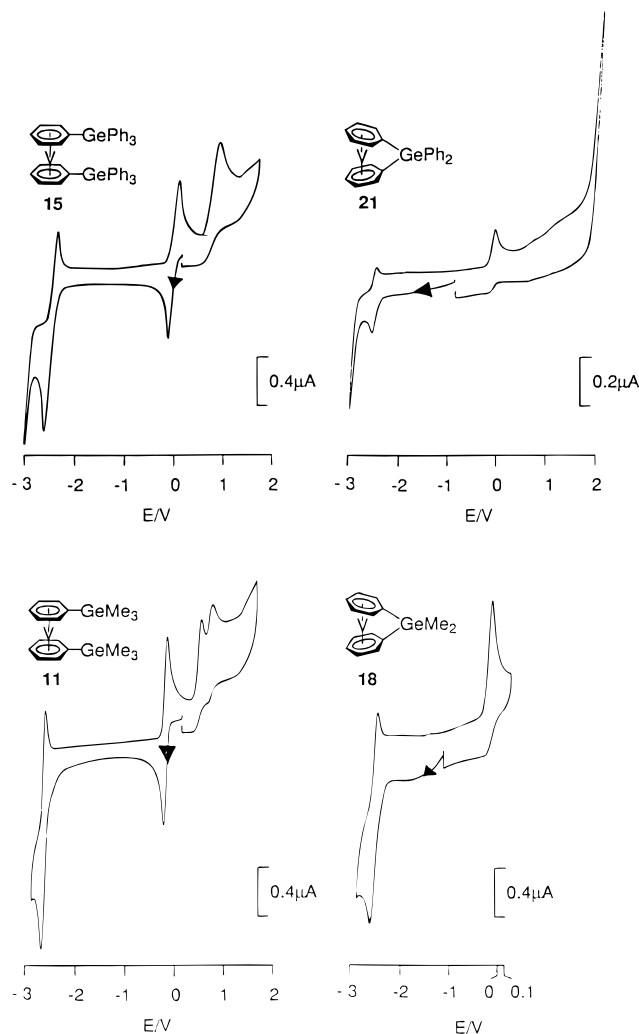 GePh3
V
GePh3
15
0.4µA
- 3 -2 -1 0 1 2
E/V
V
GePh2
21
0.2µA
- 3 -2 -1 0 1 2
E/V
GeMe3
V
GeMe3
11
0.4µA
- 3 -2 -1 0 1 2
E/V
V
GeMe2
18
0.4µA
- 3 -2 -1 0 0.1
E/V